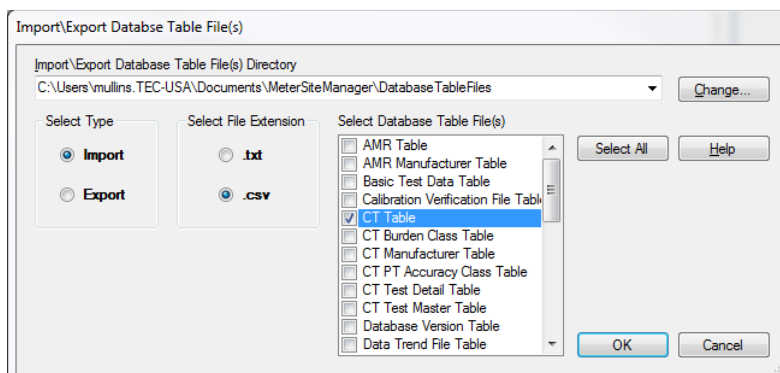 Import\Export Databse Table File(s)
Import\Export Database Table File(s) Directory
C:\Users\mullins.TEC-USA\Documents\MeterSiteManager\DatabaseTableFiles
Change...
Select Type
Import
Export
Select File Extension
.txt
.csv
Select Database Table File(s)
AMR Table
AMR Manufacturer Table
Basic Test Data Table
Calibration Verification File Tabl
CT Table
CT Burden Class Table
CT Manufacturer Table
CT PT Accuracy Class Table
CT Test Detail Table
CT Test Master Table
Database Version Table
Data Trend File Table
Select All
Help
OK
Cancel